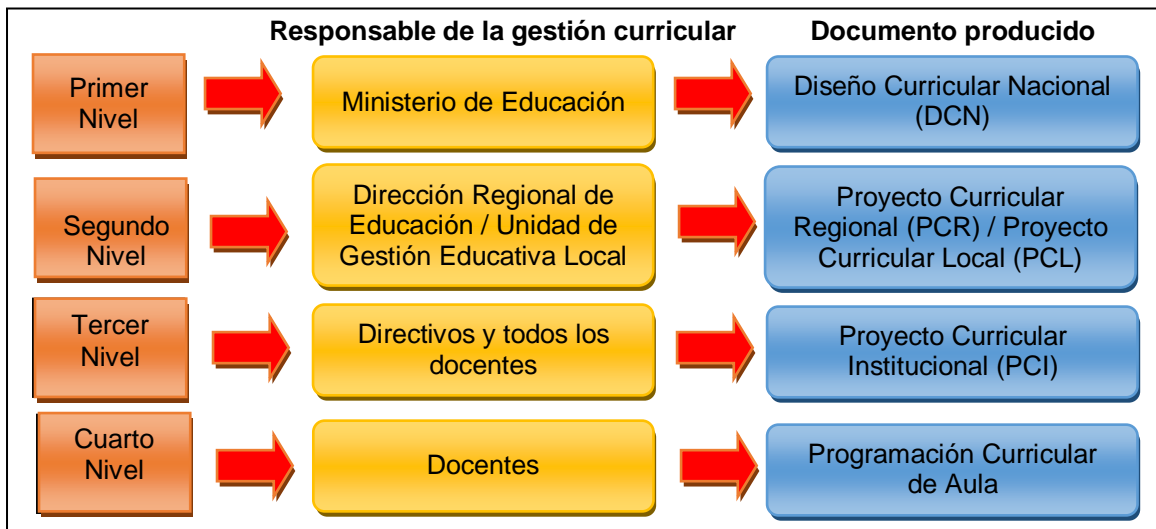 Responsable de la gestión curricular
Documento producido
Primer
Nivel
Ministerio de Educación
Diseño Curricular Nacional
(DCN)
Segundo
Nivel
Dirección Regional de
Educación / Unidad de
Gestión Educativa Local
Proyecto Curricular
Regional (PCR) / Proyecto
Curricular Local (PCL)
Tercer
Nivel
Directivos y todos los
docentes
Proyecto Curricular
Institucional (PCI)
Cuarto
Nivel
Docentes
Programación Curricular
de Aula